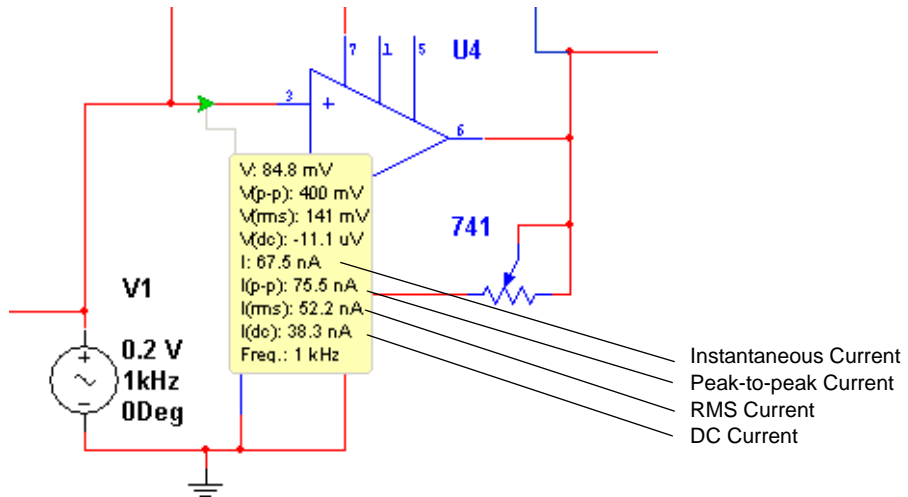 7
1
5
U4
3
+
6
V: 84.8 mV
V(p-p): 400 mV
V(rms): 141 mV
V(dc): -11.1 uV
I: 67.5 nA
I(p-p): 75.5 nA
I(rms): 52.2 nA
I(dc): 38.3 nA
Freq.: 1 kHz
741
V1
0.2 V
1kHz
0Deg
Instantaneous Current
Peak-to-peak Current
RMS Current
DC Current